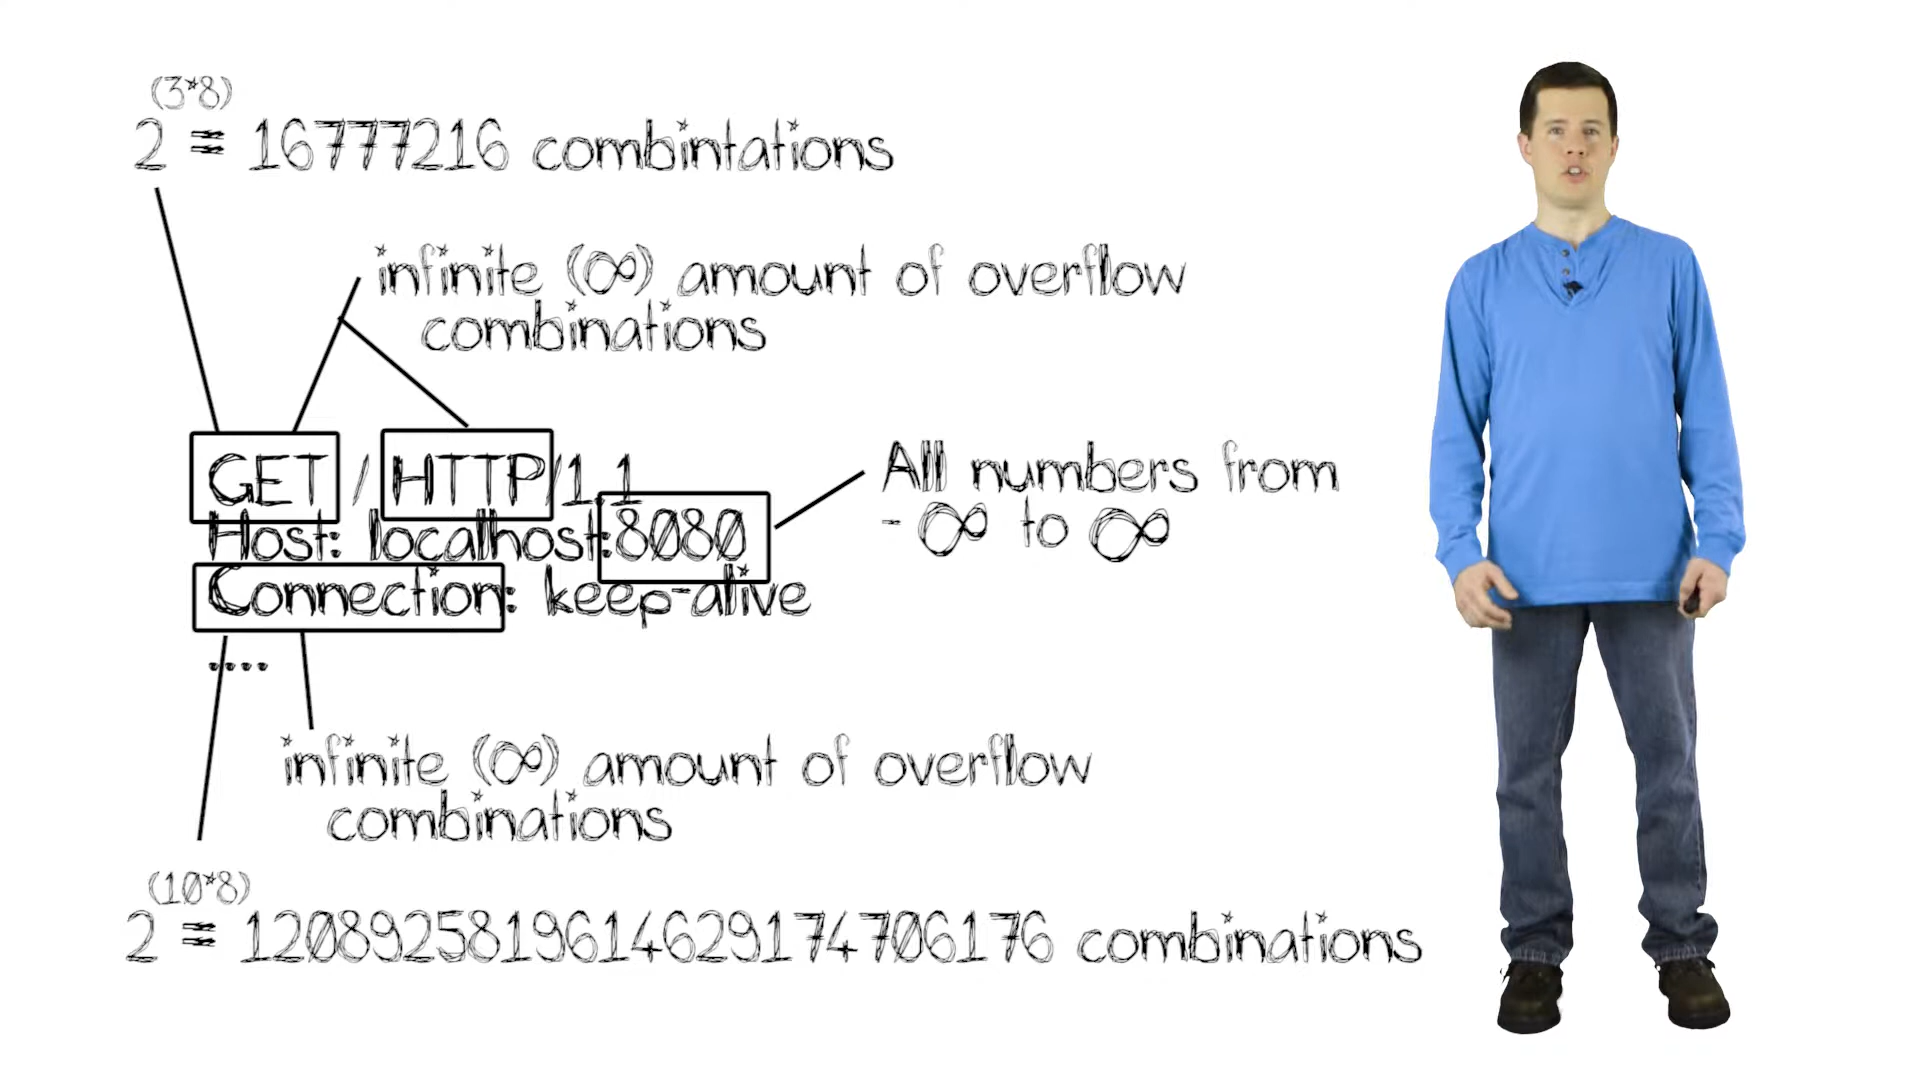 (3*8)
2 = 16777216 combintations
infinite (∞) amount of overflow
combinations
GET / HTTP/1.1
Host: localhost:8080
Connection: keep-alive
....
All numbers from
-∞ to ∞
infinite (∞) amount of overflow
combinations
(10*8)
2 = 1208925819614629174706176 combinations